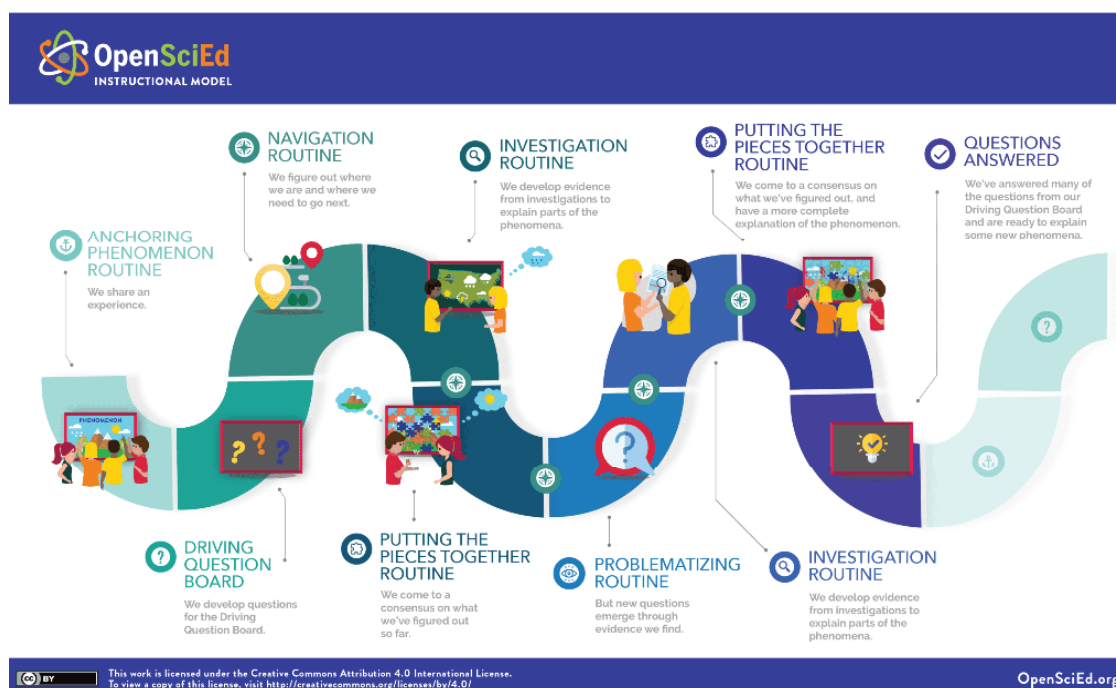 OpenSciEd
INSTRUCTIONAL MODEL
ANCHORING
PHENOMENON
ROUTINE
We share an
experience.
PHENOMENON
DRIVING
QUESTION
BOARD
We develop questions
for the Driving
Question Board.
NAVIGATION
ROUTINE
We figure out where
we are and where we
need to go next.
INVESTIGATION
ROUTINE
We develop evidence
from investigations to
explain parts of the
phenomena.
PUTTING THE
PIECES TOGETHER
ROUTINE
We come to a
consensus on what
we've figured out
so far.
PROBLEMATIZING
ROUTINE
But new questions
emerge through
evidence we find.
INVESTIGATION
ROUTINE
We develop evidence
from investigations to
explain parts of the
phenomena.
PUTTING THE
PIECES TOGETHER
ROUTINE
We come to a consensus on
what we've figured out, and
have a more complete
explanation of the phenomenon.
QUESTIONS
ANSWERED
We've answered many of
the questions from our
Driving Question Board
and are ready to explain
some new phenomena.
cc BY
This work is licensed under the Creative Commons Attribution 4.0 International License.
To view a copy of this license, visit http://creativecommons.org/licenses/by/4.0/
OpenSciEd.org